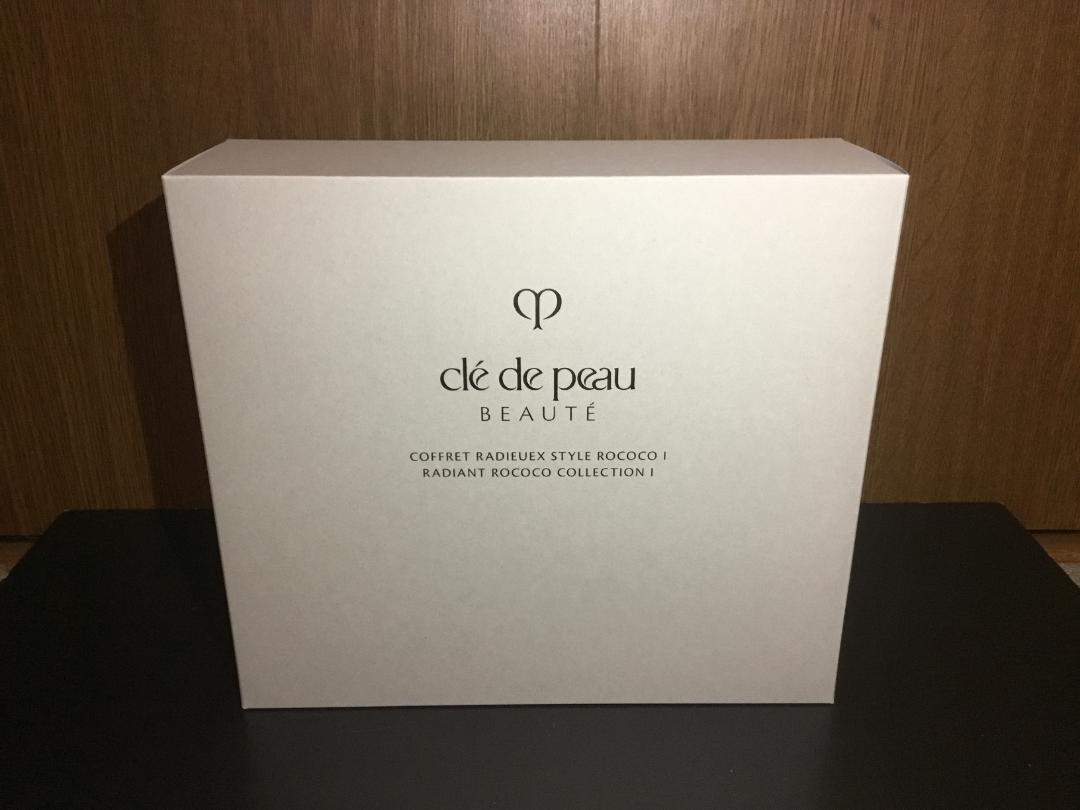 clé de peau
BEAUTÉ
COFFRET RADIEUEX STYLE ROCOCO I
RADIANT ROCOCO COLLECTION I